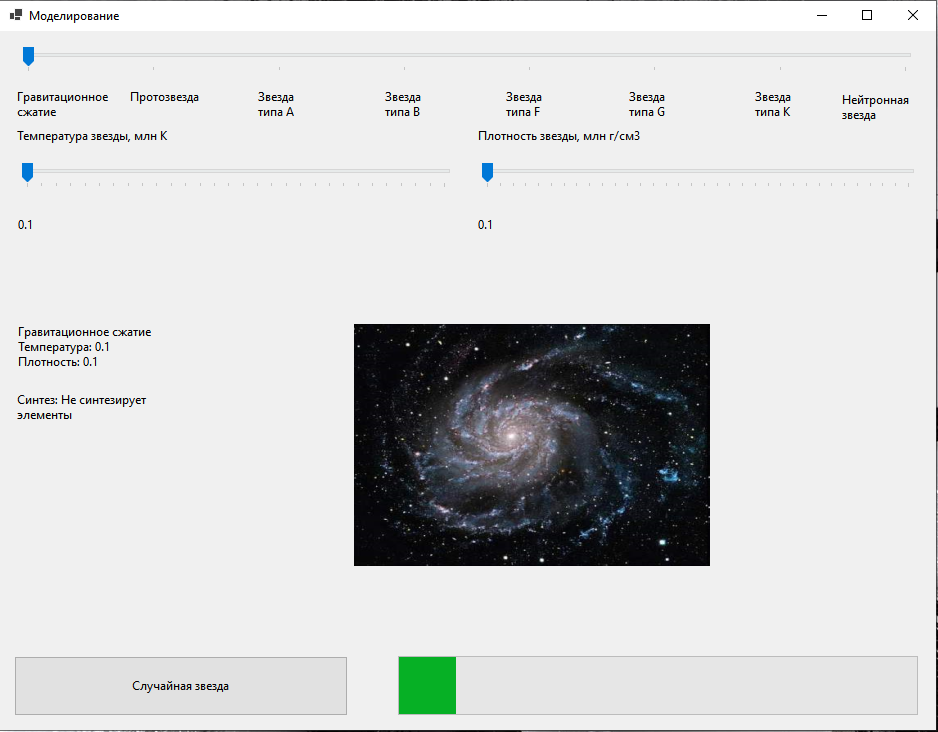 Моделирование
Гравитационное
сжатие
Протозвезда
Звезда
типа A
Звезда
типа B
Звезда
типа F
Звезда
типа G
Звезда
типа K
Нейтронная
звезда
Температура звезды, млн К
Плотность звезды, млн г/см3
0.1
0.1
Гравитационное сжатие
Температура: 0.1
Плотность: 0.1
Синтез: Не синтезирует
элементы
Случайная звезда